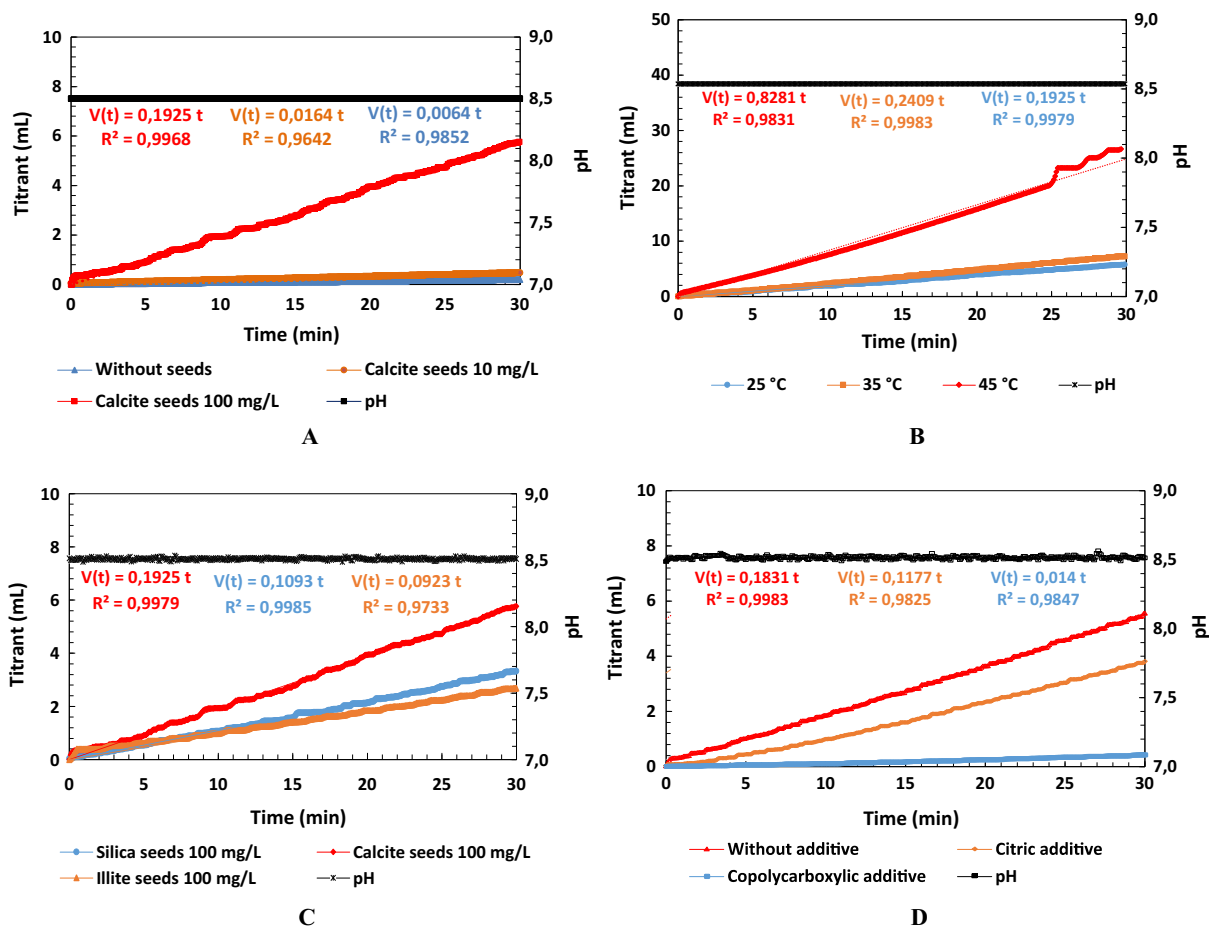 10
8
6
4
2
0
Titrant (mL)
9,0
8,5
8,0
7,5
7,0
pH
V(t) = 0,1925 t
R² = 0,9968
V(t) = 0,0164 t
R² = 0,9642
V(t) = 0,0064 t
R² = 0,9852
0 5 10 15 20 25 30
Time (min)
Without seeds
Calcite seeds 10 mg/L
Calcite seeds 100 mg/L
pH
A
50
40
30
20
10
0
Titrant (mL)
9,0
8,5
8,0
7,5
7,0
pH
V(t) = 0,8281 t
R² = 0,9831
V(t) = 0,2409 t
R² = 0,9983
V(t) = 0,1925 t
R² = 0,9979
0 5 10 15 20 25 30
Time (min)
25 °C
35 °C
45 °C
pH
B
10
8
6
4
2
0
Titrant (mL)
9,0
8,5
8,0
7,5
7,0
pH
V(t) = 0,1925 t
R² = 0,9979
V(t) = 0,1093 t
R² = 0,9985
V(t) = 0,0923 t
R² = 0,9733
0 5 10 15 20 25 30
Time (min)
Silica seeds 100 mg/L
Calcite seeds 100 mg/L
Illite seeds 100 mg/L
pH
C
10
8
6
4
2
0
Titrant (mL)
9,0
8,5
8,0
7,5
7,0
pH
V(t) = 0,1831 t
R² = 0,9983
V(t) = 0,1177 t
R² = 0,9825
V(t) = 0,014 t
R² = 0,9847
0 5 10 15 20 25 30
Time (min)
Without additive
Citric additive
Copolycarboxylic additive
pH
D